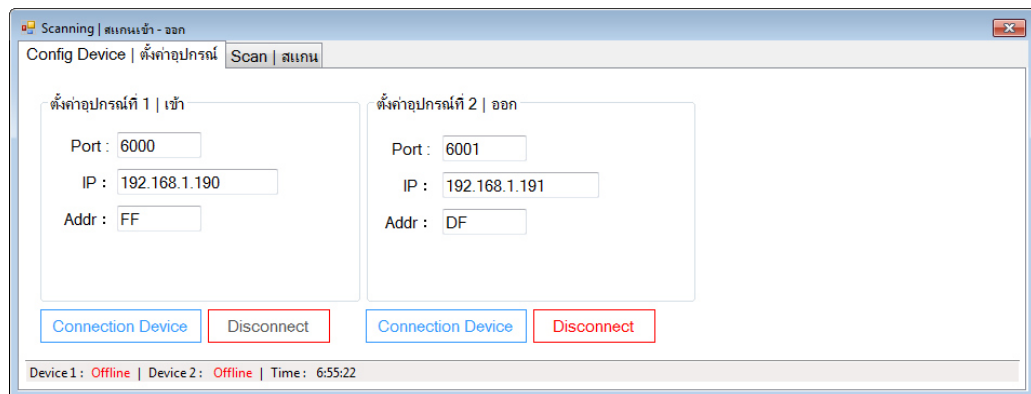 Scanning | สแกนเข้า - ออก
Config Device | ตั้งค่าอุปกรณ์ Scan | สแกน
ตั้งค่าอุปกรณ์ที่ 1 | เข้า
Port : 6000
IP : 192.168.1.190
Addr : FF
Connection Device Disconnect
ตั้งค่าอุปกรณ์ที่ 2 | ออก
Port : 6001
IP : 192.168.1.191
Addr : DF
Connection Device Disconnect
Device 1 : Offline | Device 2 : Offline | Time : 6:55:22